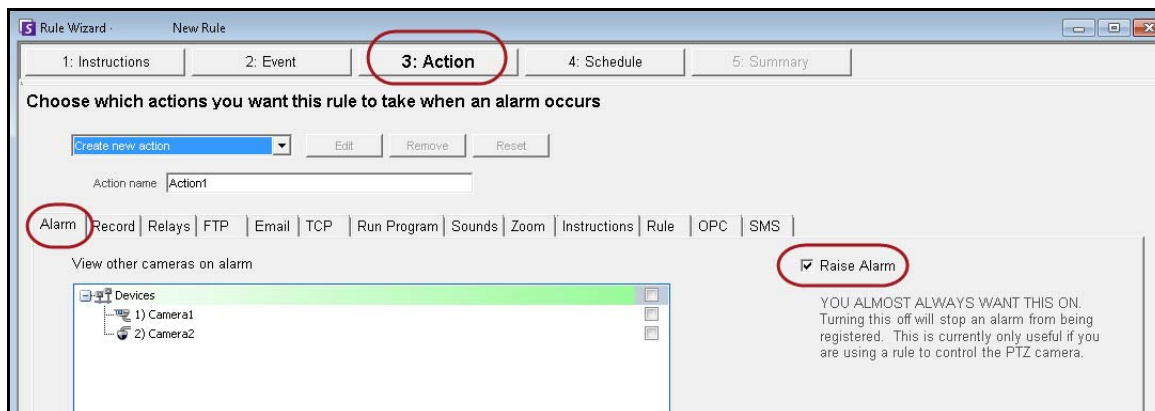 Rule Wizard - New Rule
1: Instructions 2: Event 3: Action 4: Schedule 5: Summary
Choose which actions you want this rule to take when an alarm occurs
Create new action Edit Remove Reset
Action name Action1
Alarm Record Relays FTP Email TCP Run Program Sounds Zoom Instructions Rule OPC SMS
View other cameras on alarm
Raise Alarm
Devices
1) Camera1
2) Camera2
YOU ALMOST ALWAYS WANT THIS ON.
Turning this off will stop an alarm from being
registered. This is currently only useful if you
are using a rule to control the PTZ camera.